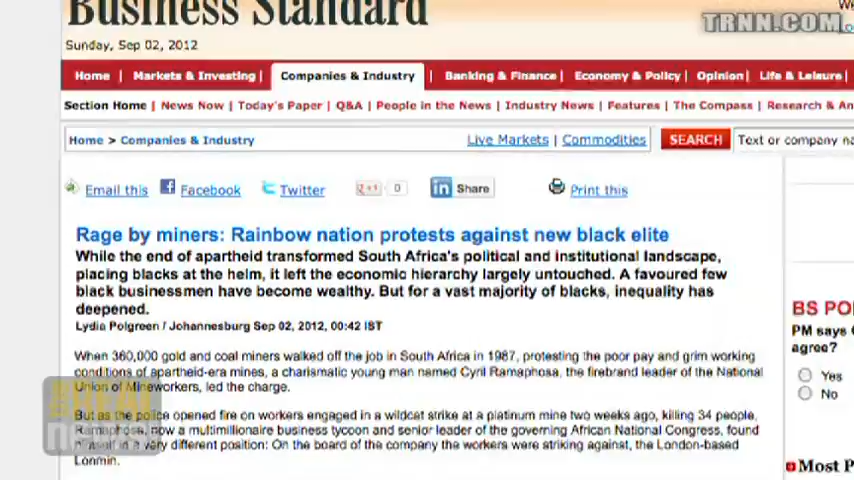 Business Standard
TRNN.COM
Sunday, Sep 02, 2012
Home | Markets & Investing | Companies & Industry | Banking & Finance | Economy & Policy | Opinion | Life & Leisure |
Section Home | News Now | Today's Paper | Q&A | People in the News | Industry News | Features | The Compass | Research & An
Home > Companies & Industry Live Markets | Commodities SEARCH Text or company na
Email this Facebook Twitter +1 0 in Share Print this
Rage by miners: Rainbow nation protests against new black elite
While the end of apartheid transformed South Africa's political and institutional landscape,
placing blacks at the helm, it left the economic hierarchy largely untouched. A favoured few
black businessmen have become wealthy. But for a vast majority of blacks, inequality has
deepened.
Lydia Polgreen / Johannesburg Sep 02, 2012, 00:42 IST
When 360,000 gold and coal miners walked off the job in South Africa in 1987, protesting the poor pay and grim working
conditions of apartheid-era mines, a charismatic young man named Cyril Ramaphosa, the firebrand leader of the National
Union of Mineworkers, led the charge.
But as the police opened fire on workers engaged in a wildcat strike at a platinum mine two weeks ago, killing 34 people,
Ramaphosa, now a multimillionaire business tycoon and senior leader of the governing African National Congress, found
himself in a very different position: On the board of the company the workers were striking against, the London-based
Lonmin.
BS PO
PM says
agree?
Yes
No
Most P
THE REAL
news